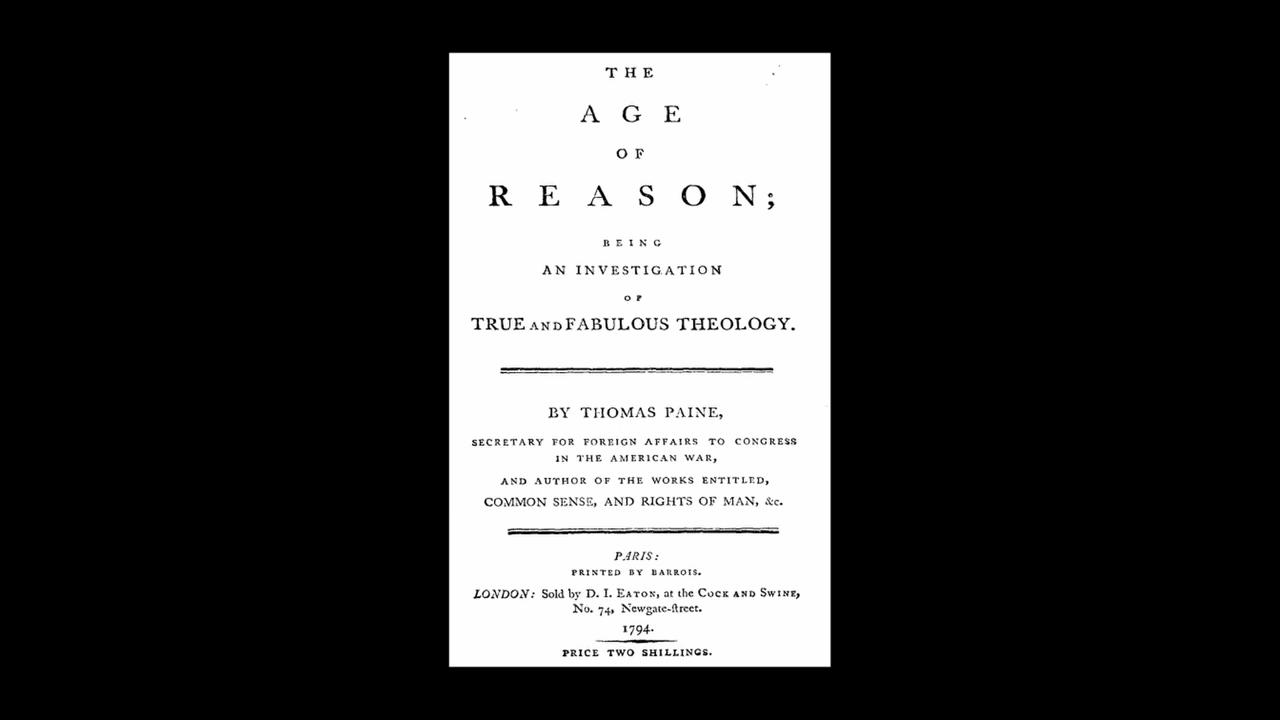 THE
AGE
OF
REASON;
BEING
AN INVESTIGATION
OF
TRUE AND FABULOUS THEOLOGY.
BY THOMAS PAINE,
SECRETARY FOR FOREIGN AFFAIRS TO CONGRESS
IN THE AMERICAN WAR,
AND AUTHOR OF THE WORKS ENTITLED,
COMMON SENSE, AND RIGHTS OF MAN, &c.
PARIS:
PRINTED BY BARROIS.
LONDON: Sold by D. I. EATON, at the COCK AND SWINE,
No. 74, Newgate-ſtreet.
1794.
PRICE TWO SHILLINGS.